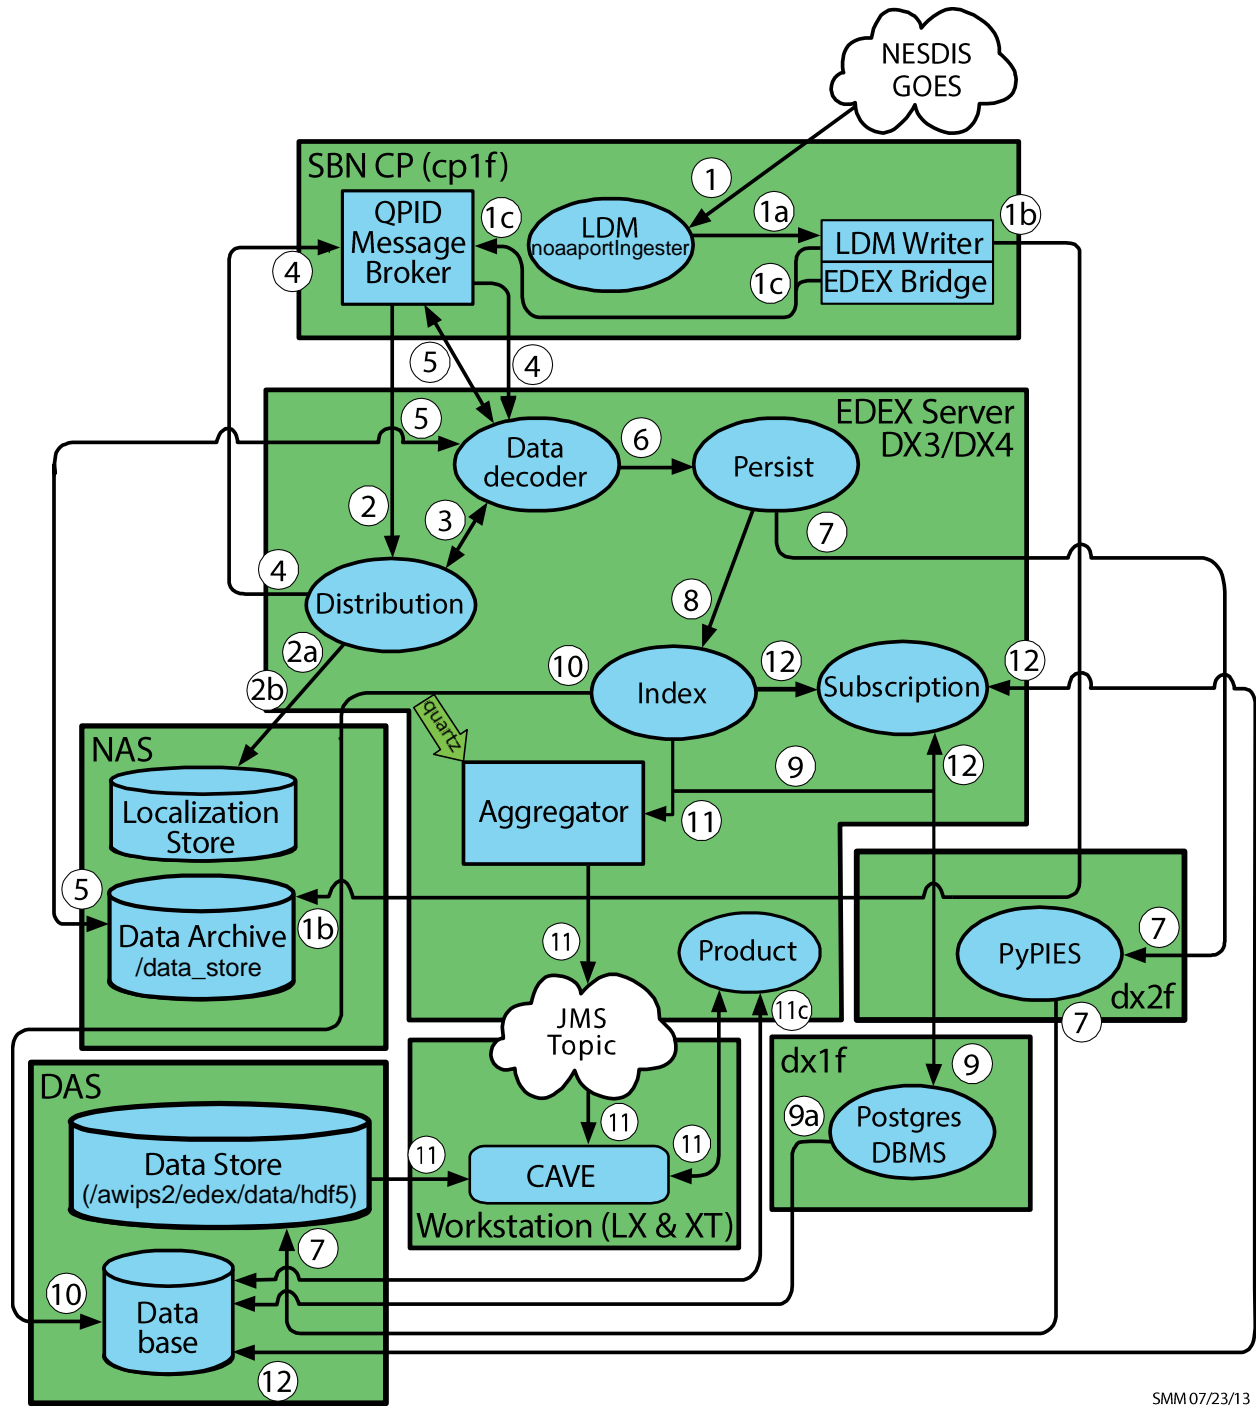 NESDIS
GOES
SBN CP (cp1f)
1
QPID
Message
Broker
1c
LDM
noaaportIngester
1a
1b
LDM Writer
EDEX Bridge
1c
4
5
4
EDEX Server
DX3/DX4
5
Data
decoder
6
Persist
2
3
7
4
Distribution
8
2a
2b
10
Index
12
Subscription
12
quartz
NAS
Localization
Store
Aggregator
9
12
11
5
Data Archive
/data_store
1b
11
Product
7
PyPIES
dx2f
11c
7
JMS
Topic
dx1f
9
DAS
Data Store
(/awips2/edex/data/hdf5)
11
11
11
9a
Postgres
DBMS
CAVE
Workstation (LX & XT)
7
10
Data
base
12
SMM 07/23/13